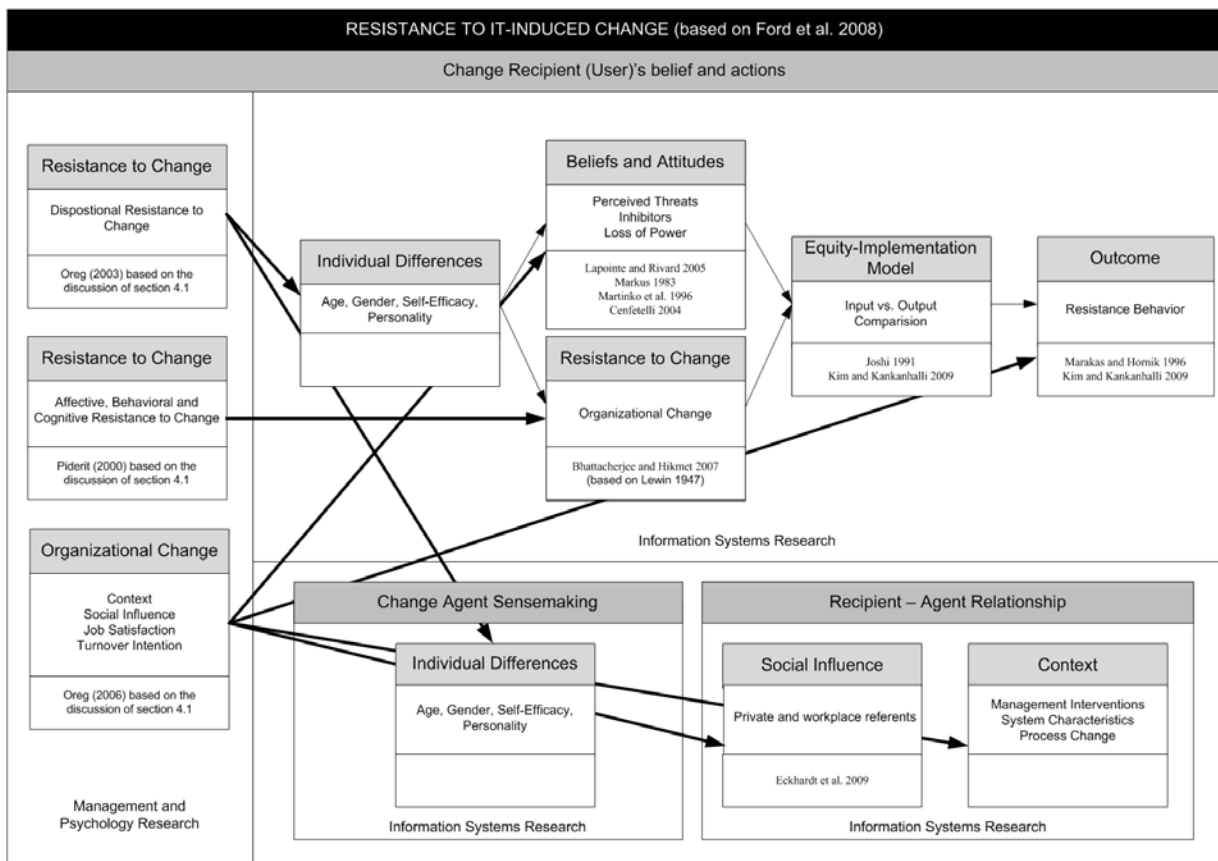 RESISTANCE TO IT-INDUCED CHANGE (based on Ford et al. 2008)
Change Recipient (User)'s belief and actions
Resistance to Change
Dispostional Resistance to
Change
Oreg (2003) based on the
discussion of section 4.1
Resistance to Change
Affective, Behavioral and
Cognitive Resistance to Change
Piderit (2000) based on the
discussion of section 4.1
Organizational Change
Context
Social Influence
Job Satisfaction
Turnover Intention
Oreg (2006) based on the
discussion of section 4.1
Management and
Psychology Research
Individual Differences
Age, Gender, Self-Efficacy,
Personality
Beliefs and Attitudes
Perceived Threats
Inhibitors
Loss of Power
Lapointe and Rivard 2005
Markus 1983
Martinko et al. 1996
Cenfetelli 2004
Resistance to Change
Organizational Change
Bhattacherjee and Hikmet 2007
(based on Lewin 1947)
Equity-Implementation
Model
Input vs. Output
Comparision
Joshi 1991
Kim and Kankanhalli 2009
Outcome
Resistance Behavior
Marakas and Hornik 1996
Kim and Kankanhalli 2009
Information Systems Research
Change Agent Sensemaking
Individual Differences
Age, Gender, Self-Efficacy,
Personality
Information Systems Research
Recipient – Agent Relationship
Social Influence
Private and workplace referents
Eckhardt et al. 2009
Context
Management Interventions
System Characteristics
Process Change
Information Systems Research